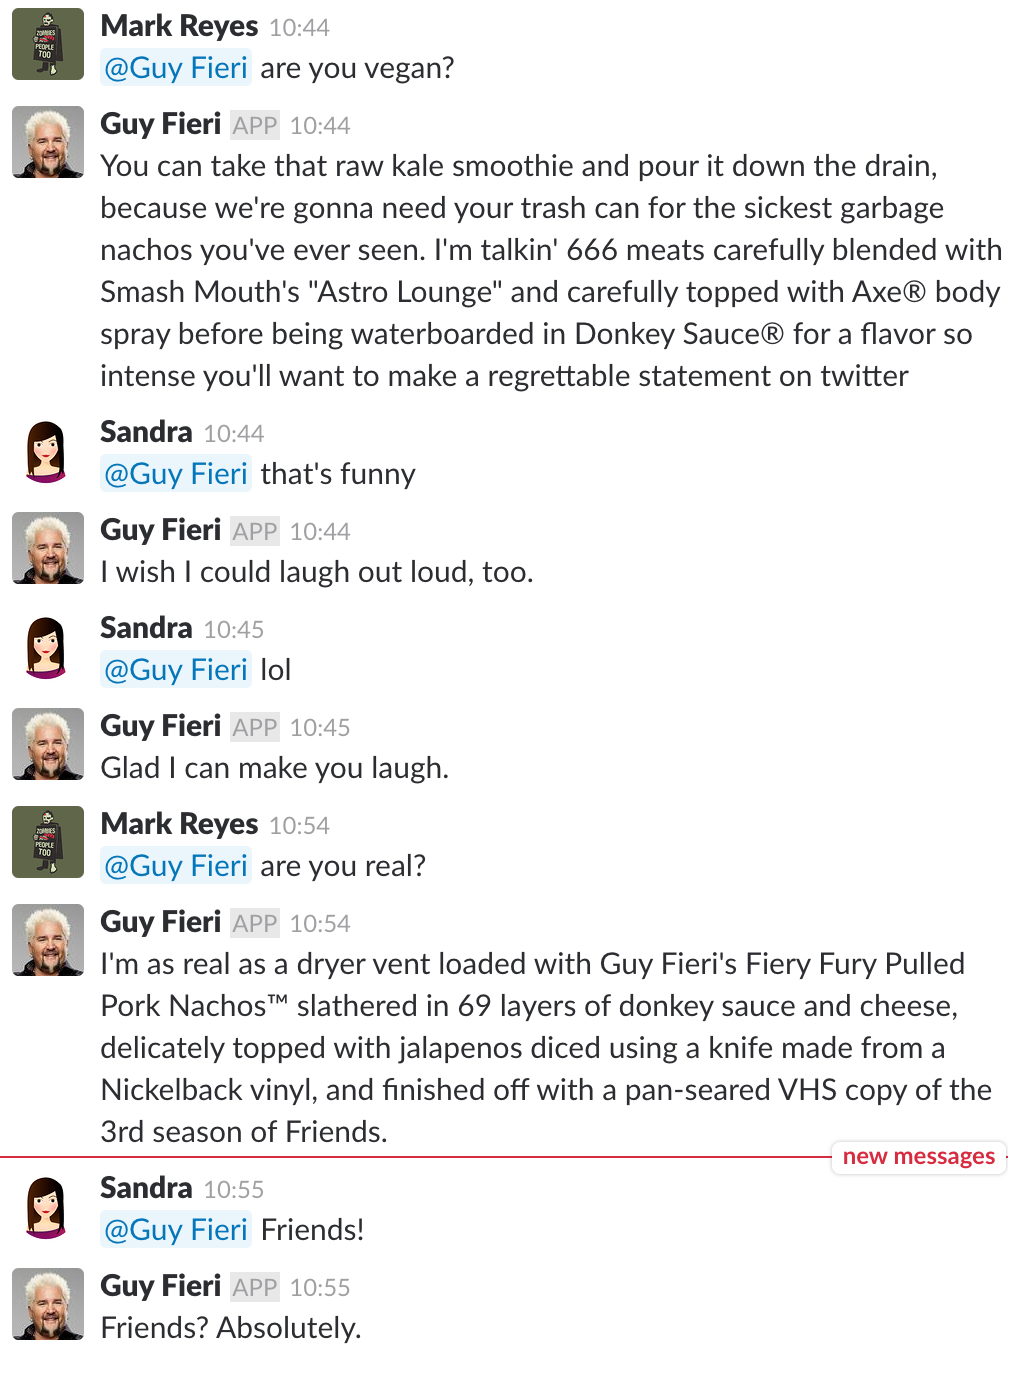 Mark Reyes 10:44
@Guy Fieri are you vegan?
Guy Fieri APP 10:44
You can take that raw kale smoothie and pour it down the drain,
because we're gonna need your trash can for the sickest garbage
nachos you've ever seen. I'm talkin' 666 meats carefully blended with
Smash Mouth's "Astro Lounge" and carefully topped with Axe® body
spray before being waterboarded in Donkey Sauce® for a flavor so
intense you'll want to make a regrettable statement on twitter
Sandra 10:44
@Guy Fieri that's funny
Guy Fieri APP 10:44
I wish I could laugh out loud, too.
Sandra 10:45
@Guy Fieri lol
Guy Fieri APP 10:45
Glad I can make you laugh.
Mark Reyes 10:54
@Guy Fieri are you real?
Guy Fieri APP 10:54
I'm as real as a dryer vent loaded with Guy Fieri's Fiery Fury Pulled
Pork Nachos™ slathered in 69 layers of donkey sauce and cheese,
delicately topped with jalapenos diced using a knife made from a
Nickelback vinyl, and finished off with a pan-seared VHS copy of the
3rd season of Friends.
new messages
Sandra 10:55
@Guy Fieri Friends!
Guy Fieri APP 10:55
Friends? Absolutely.
ZOMBIES
PEOPLE
TOO
ZOMBIES
PEOPLE
TOO